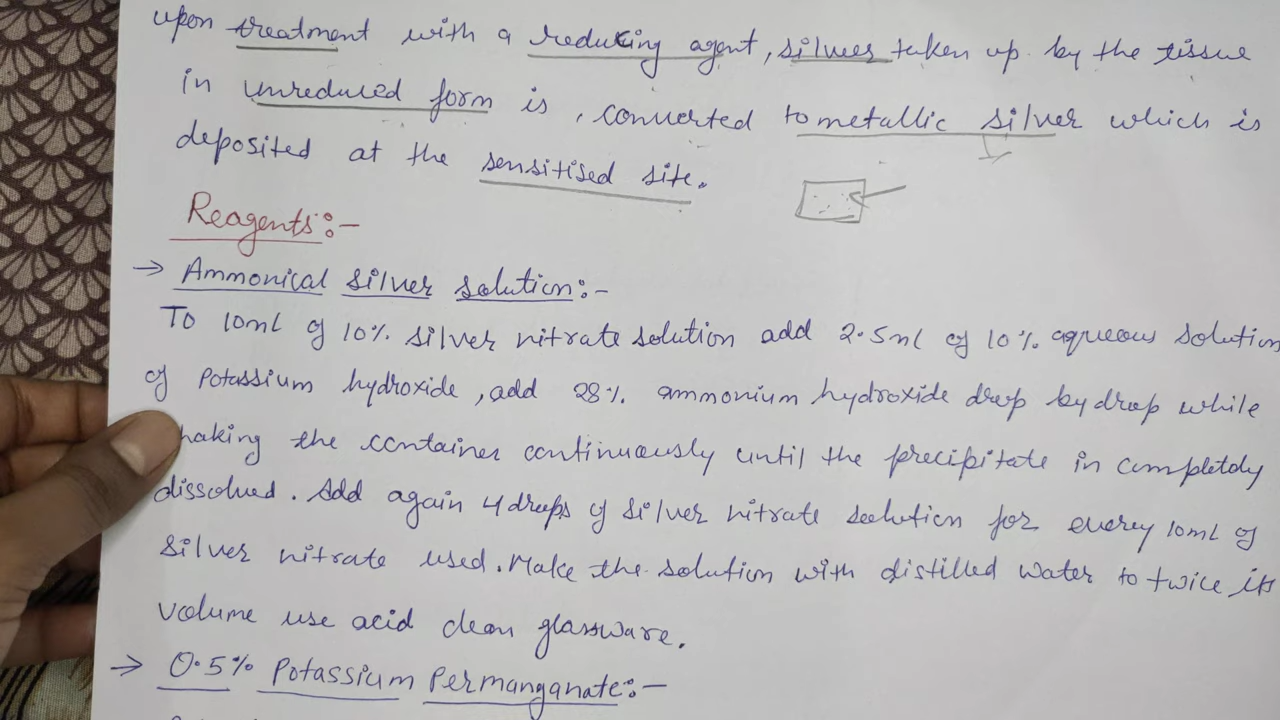 upon treatment with a reducing agent, silver taken up by the tissue
in unreduced form is, converted to metallic silver which is
deposited at the sensitised site.
Reagents:-
→ Ammonical silver solution:-
To 10ml of 10% silver nitrate solution add 2.5ml of 10% aqueous solution
of Potassium hydroxide, add 28% ammonium hydroxide drop by drop while
haking the container continuously until the precipitate in completely
dissolved. Add again 4 drops of silver nitrate solution for every 10ml of
silver nitrate used. Make the solution with distilled water to twice its
volume use acid clean glassware.
→ 0.5% Potassium Permanganate:-